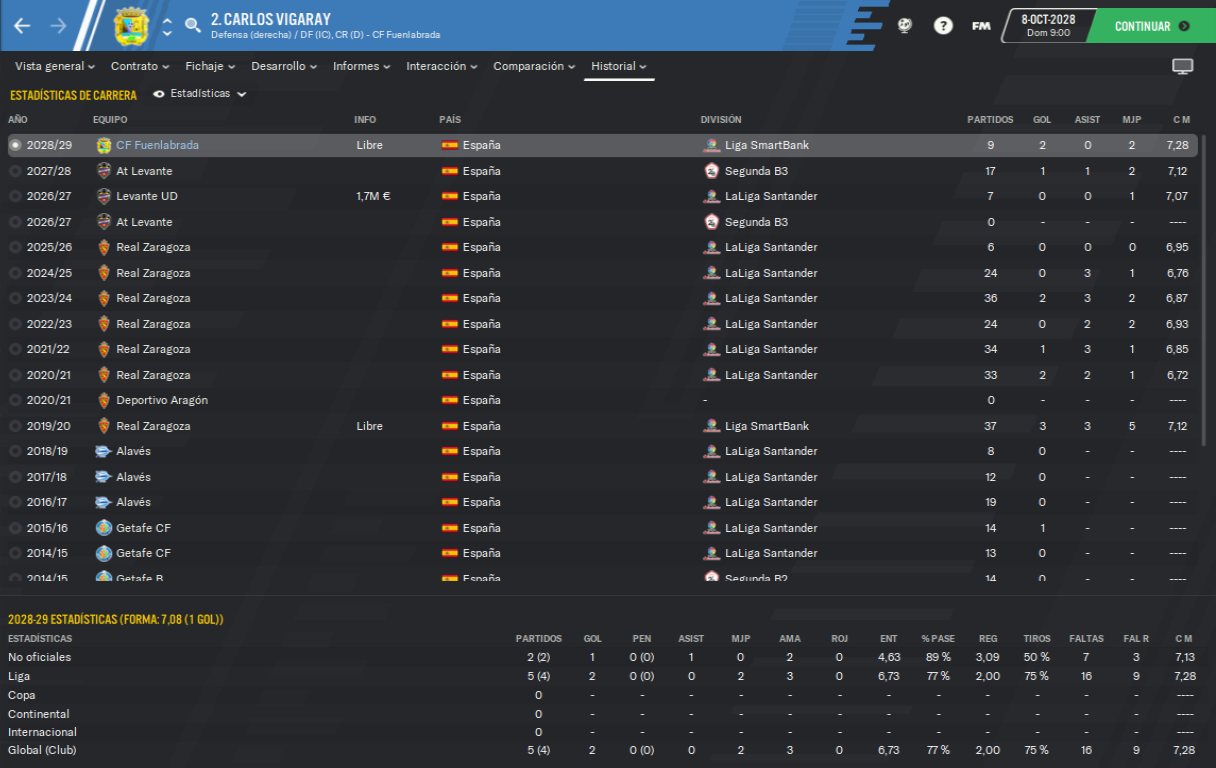 2. CARLOS VIGARAY
Defensa (derecha) / DF (IC), CR (D) - CF Fuenlabrada
?
FM
8-OCT-2028
Dom 9:00
CONTINUAR
Vista general Contrato Fichaje Desarrollo Informes Interacción Comparación Historial
ESTADÍSTICAS DE CARRERA Estadísticas
AÑO EQUIPO INFO PAÍS DIVISIÓN PARTIDOS GOL ASIST MJP C M
2028/29 CF Fuenlabrada Libre España Liga SmartBank 9 2 0 2 7,28
2027/28 At Levante España Segunda B3 17 1 1 2 7,12
2026/27 Levante UD 1,7M € España LaLiga Santander 7 0 0 1 7,07
2026/27 At Levante España Segunda B3 0 - - - ----
2025/26 Real Zaragoza España LaLiga Santander 6 0 0 0 6,95
2024/25 Real Zaragoza España LaLiga Santander 24 0 3 1 6,76
2023/24 Real Zaragoza España LaLiga Santander 36 2 3 2 6,87
2022/23 Real Zaragoza España LaLiga Santander 24 0 2 2 6,93
2021/22 Real Zaragoza España LaLiga Santander 34 1 3 1 6,85
2020/21 Real Zaragoza España LaLiga Santander 33 2 2 1 6,72
2020/21 Deportivo Aragón España - 0 - - - ----
2019/20 Real Zaragoza Libre España Liga SmartBank 37 3 3 5 7,12
2018/19 Alavés España LaLiga Santander 8 0 - - ----
2017/18 Alavés España LaLiga Santander 12 0 - - ----
2016/17 Alavés España LaLiga Santander 19 0 - - ----
2015/16 Getafe CF España LaLiga Santander 14 1 - - ----
2014/15 Getafe CF España LaLiga Santander 13 0 - - ----
2014/15 Getafe B España Segunda B2 14 0 - - ----
2028-29 ESTADÍSTICAS (FORMA: 7,08 (1 GOL))
ESTADÍSTICAS PARTIDOS GOL PEN ASIST MJP AMA ROJ ENT % PASE REG TIROS FALTAS FAL R C M
No oficiales 2 (2) 1 0 (0) 1 0 2 0 4,63 89 % 3,09 50 % 7 3 7,13
Liga 5 (4) 2 0 (0) 0 2 3 0 6,73 77 % 2,00 75 % 16 9 7,28
Copa 0 - - - - - - - - - - - - ----
Continental 0 - - - - - - - - - - - - ----
Internacional 0 - - - - - - - - - - - - ----
Global (Club) 5 (4) 2 0 (0) 0 2 3 0 6,73 77 % 2,00 75 % 16 9 7,28